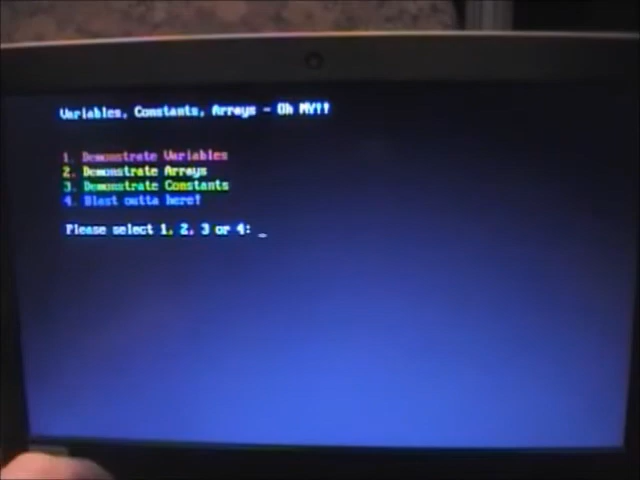 Variables, Constants, Arrays - Oh MY!!
1. Demonstrate Variables
2. Demonstrate Arrays
3. Demonstrate Constants
4. Blast outta here!
Please select 1, 2, 3 or 4: _